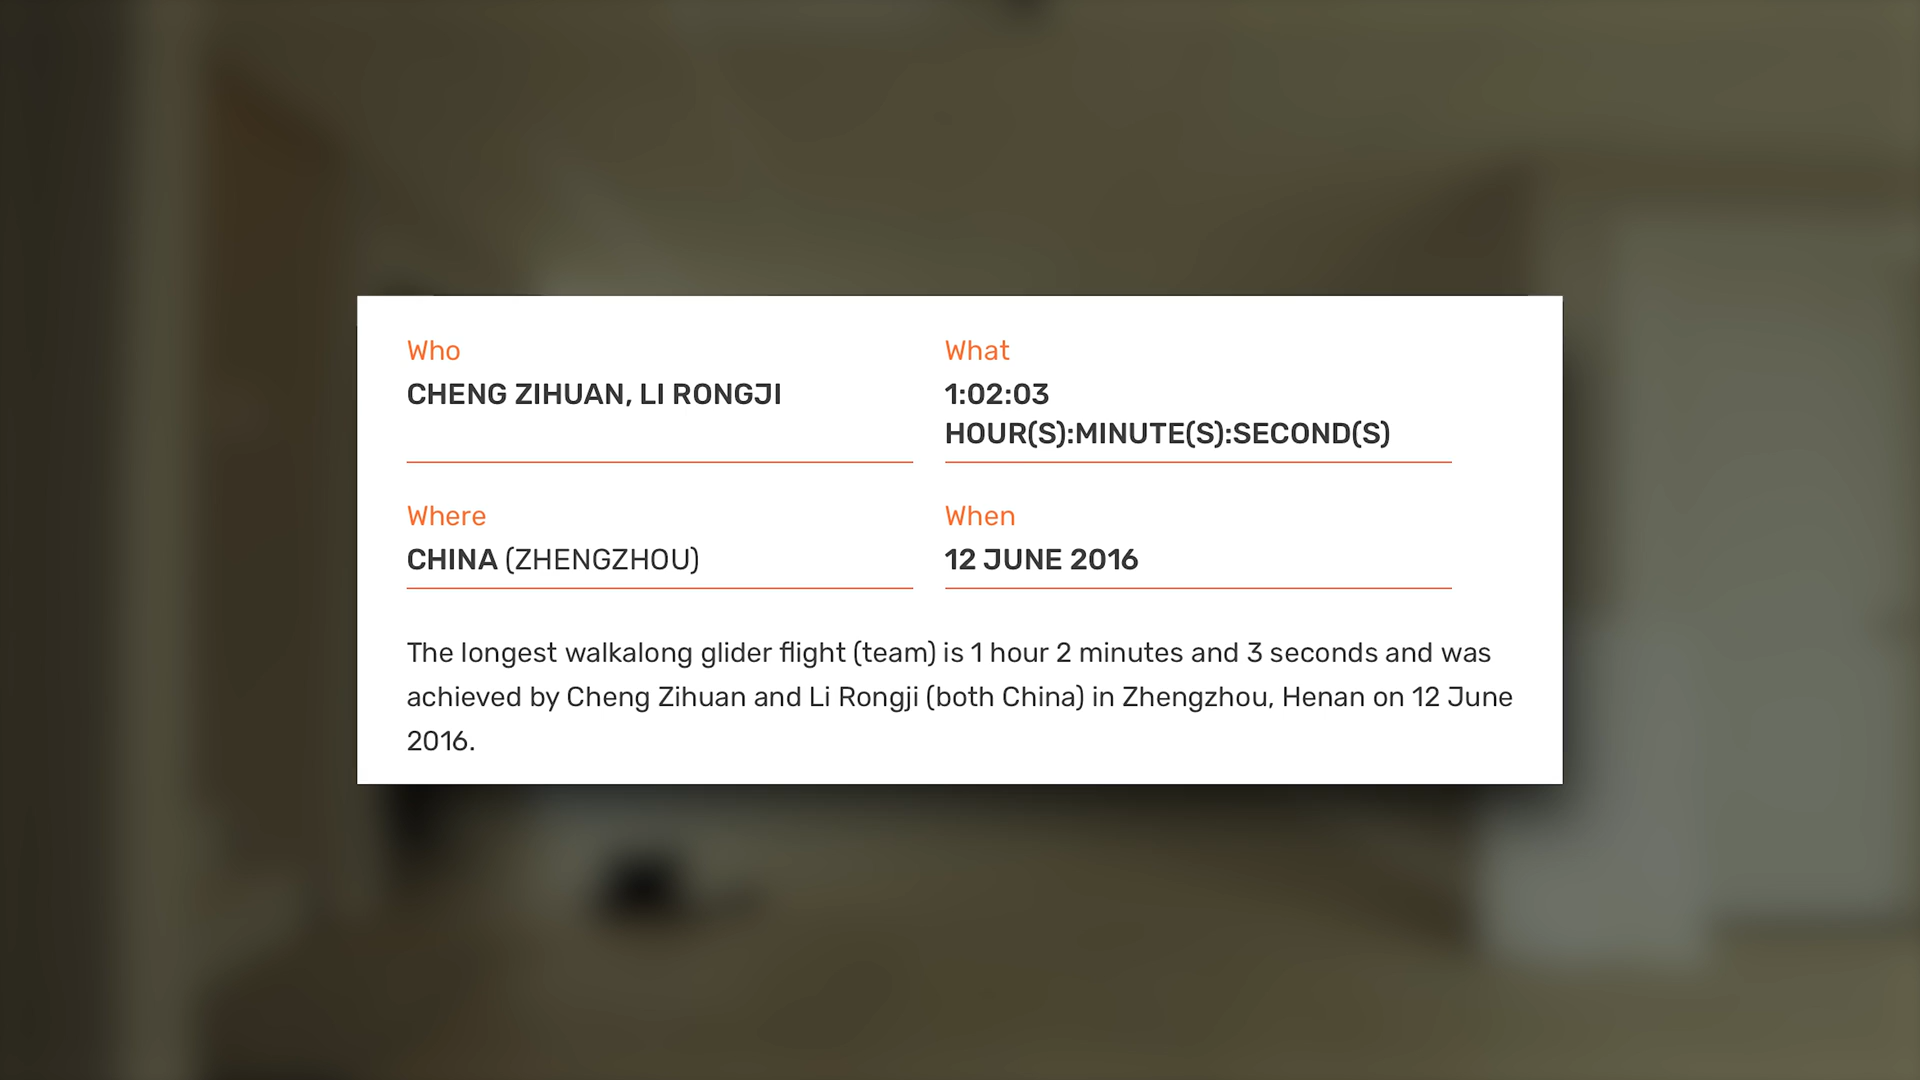 Who
CHENG ZIHUAN, LI RONGJI
What
1:02:03
HOUR(S):MINUTE(S):SECOND(S)
Where
CHINA (ZHENGZHOU)
When
12 JUNE 2016
The longest walkalong glider flight (team) is 1 hour 2 minutes and 3 seconds and was
achieved by Cheng Zihuan and Li Rongji (both China) in Zhengzhou, Henan on 12 June
2016.